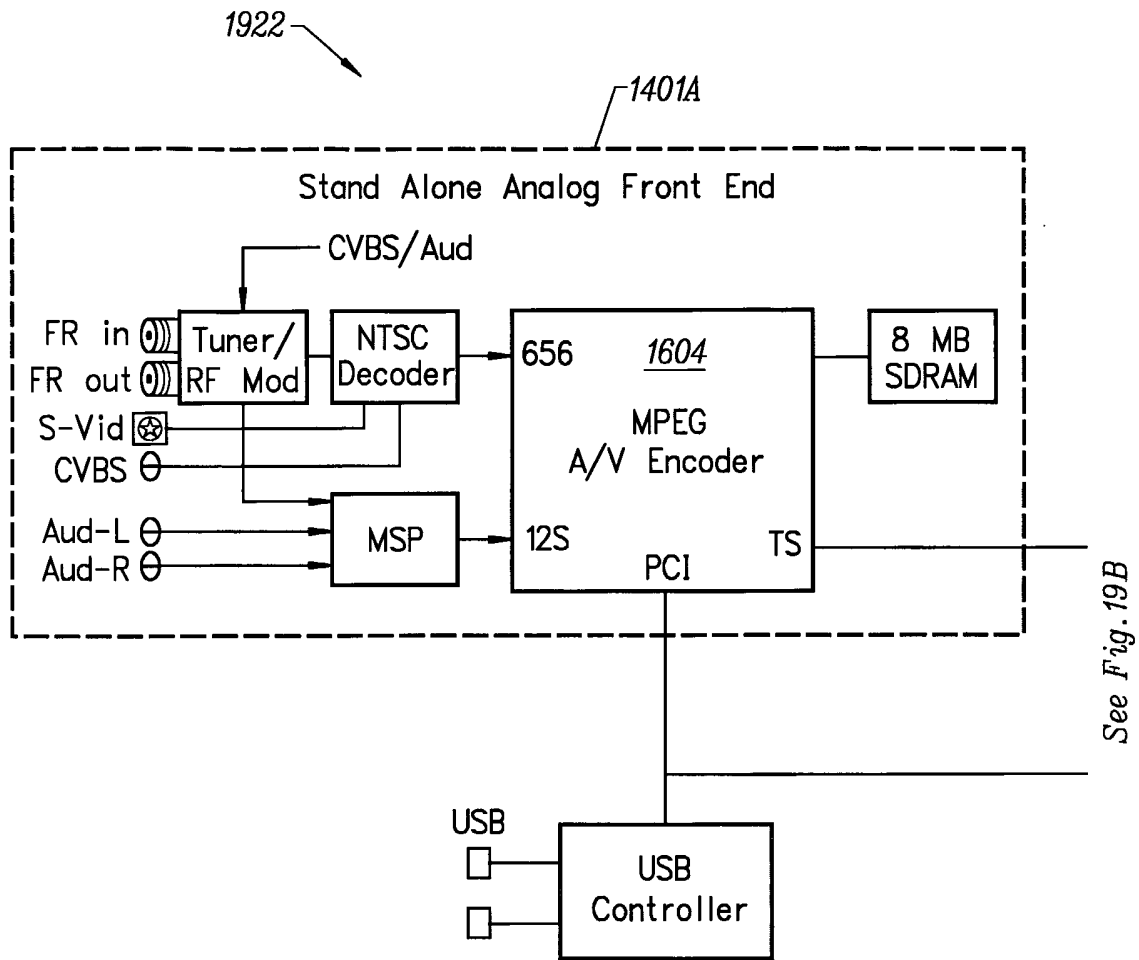 1922
1401A
Stand Alone Analog Front End
CVBS/Aud
FR in
FR out
S-Vid
CVBS
Aud-L
Aud-R
Tuner/
RF Mod
NTSC
Decoder
MSP
656
1604
MPEG
A/V Encoder
12S
PCI
TS
8 MB
SDRAM
See Fig.19B
USB
USB
Controller